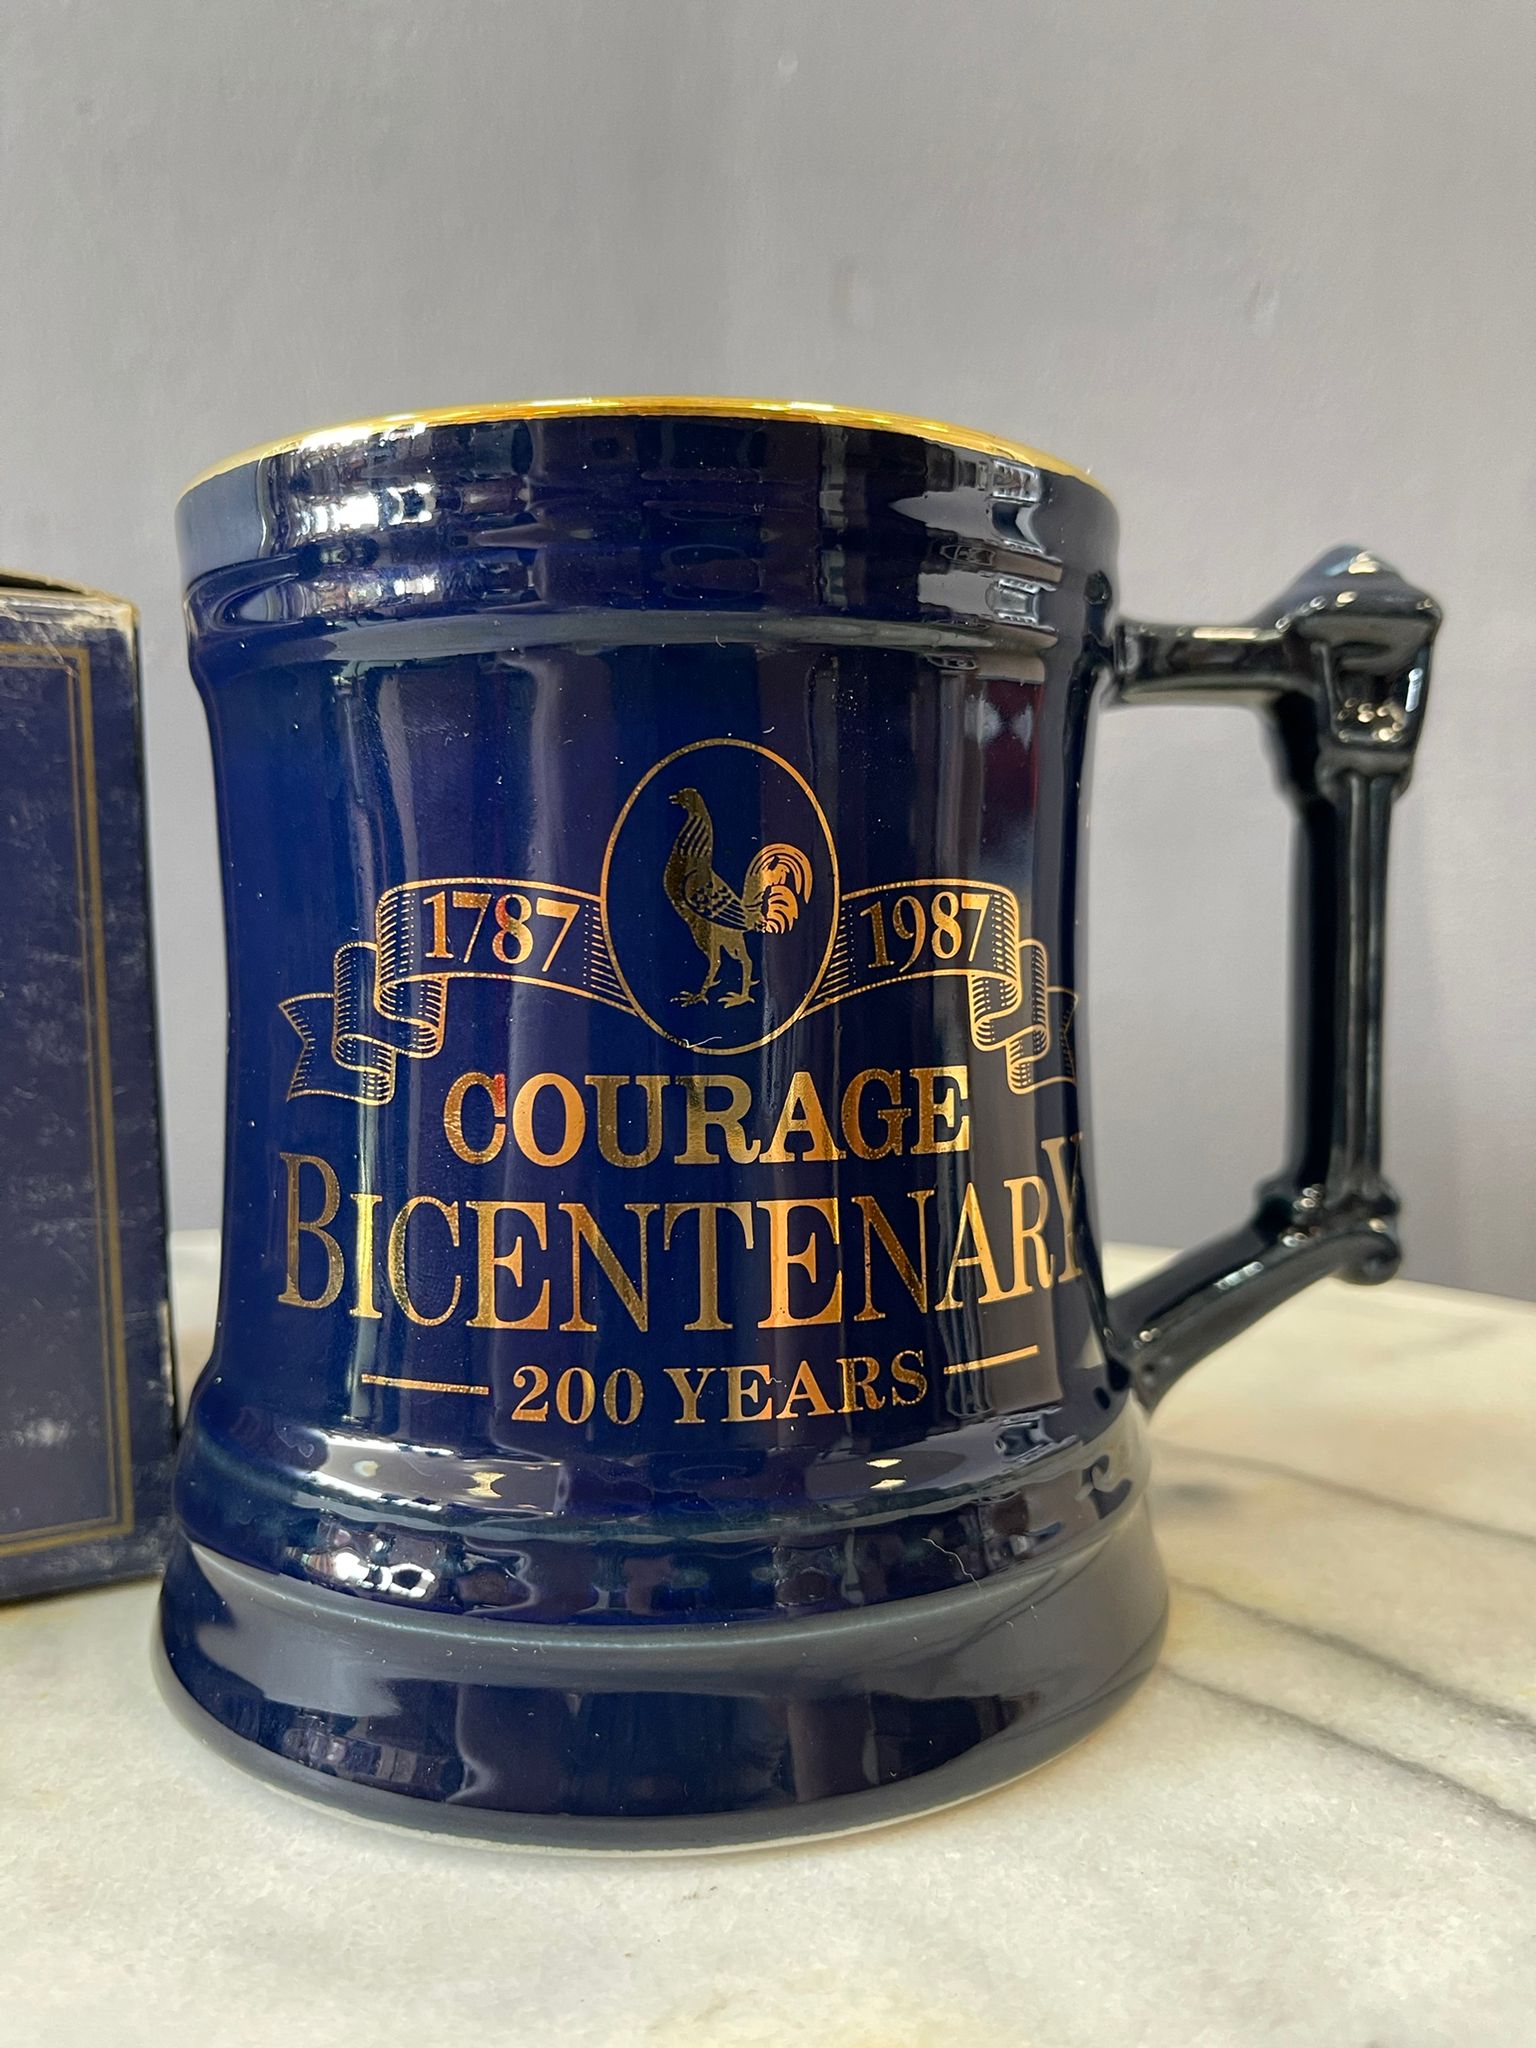 1787 1987
COURAGE
BICENTENARY
200 YEARS